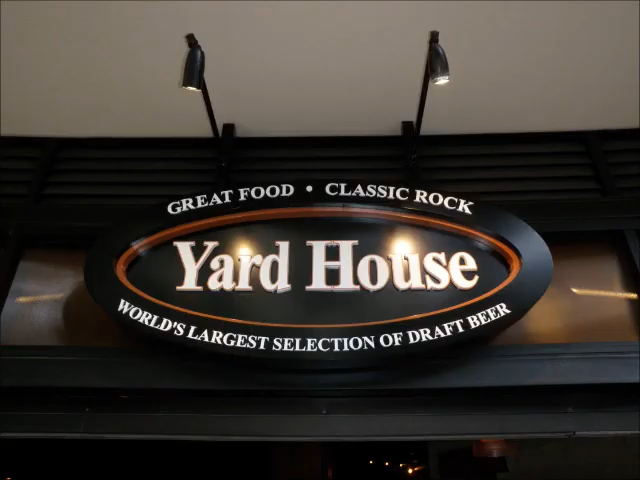 GREAT FOOD • CLASSIC ROCK
Yard House
WORLD'S LARGEST SELECTION OF DRAFT BEER